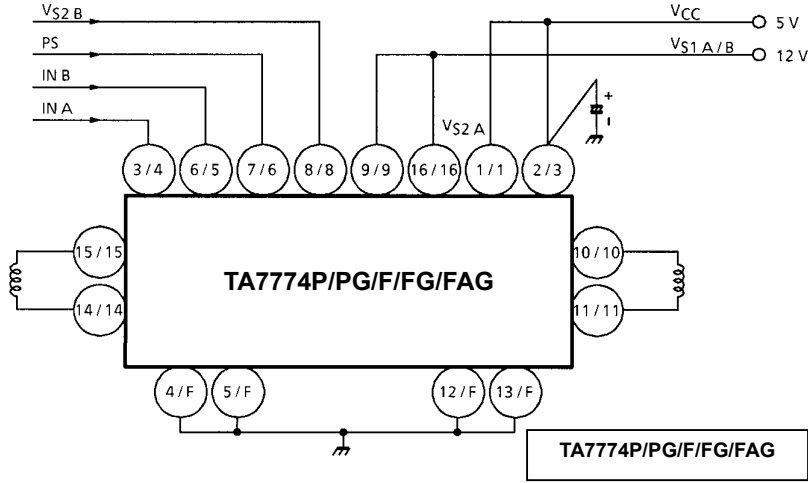 VS2 B
VCC
5 V
PS
VS1 A / B
12 V
IN B
+
-
IN A
VS2 A
3 / 4
6 / 5
7 / 6
8 / 8
9 / 9
16 / 16
1 / 1
2 / 3
15 / 15
10 / 10
TA7774P/PG/F/FG/FAG
14 / 14
11 / 11
4 / F
5 / F
12 / F
13 / F
TA7774P/PG/F/FG/FAG